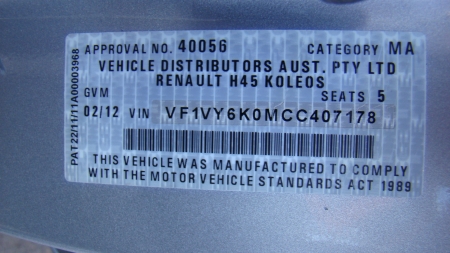 APPROVAL NO. 40056 CATEGORY MA
VEHICLE DISTRIBUTORS AUST. PTY LTD
RENAULT H45 KOLEOS
GVM SEATS 5
02/12 VIN VF1VY6K0MCC407178
THIS VEHICLE WAS MANUFACTURED TO COMPLY
WITH THE MOTOR VEHICLE STANDARDS ACT 1989
PAT22/11/11A00003968